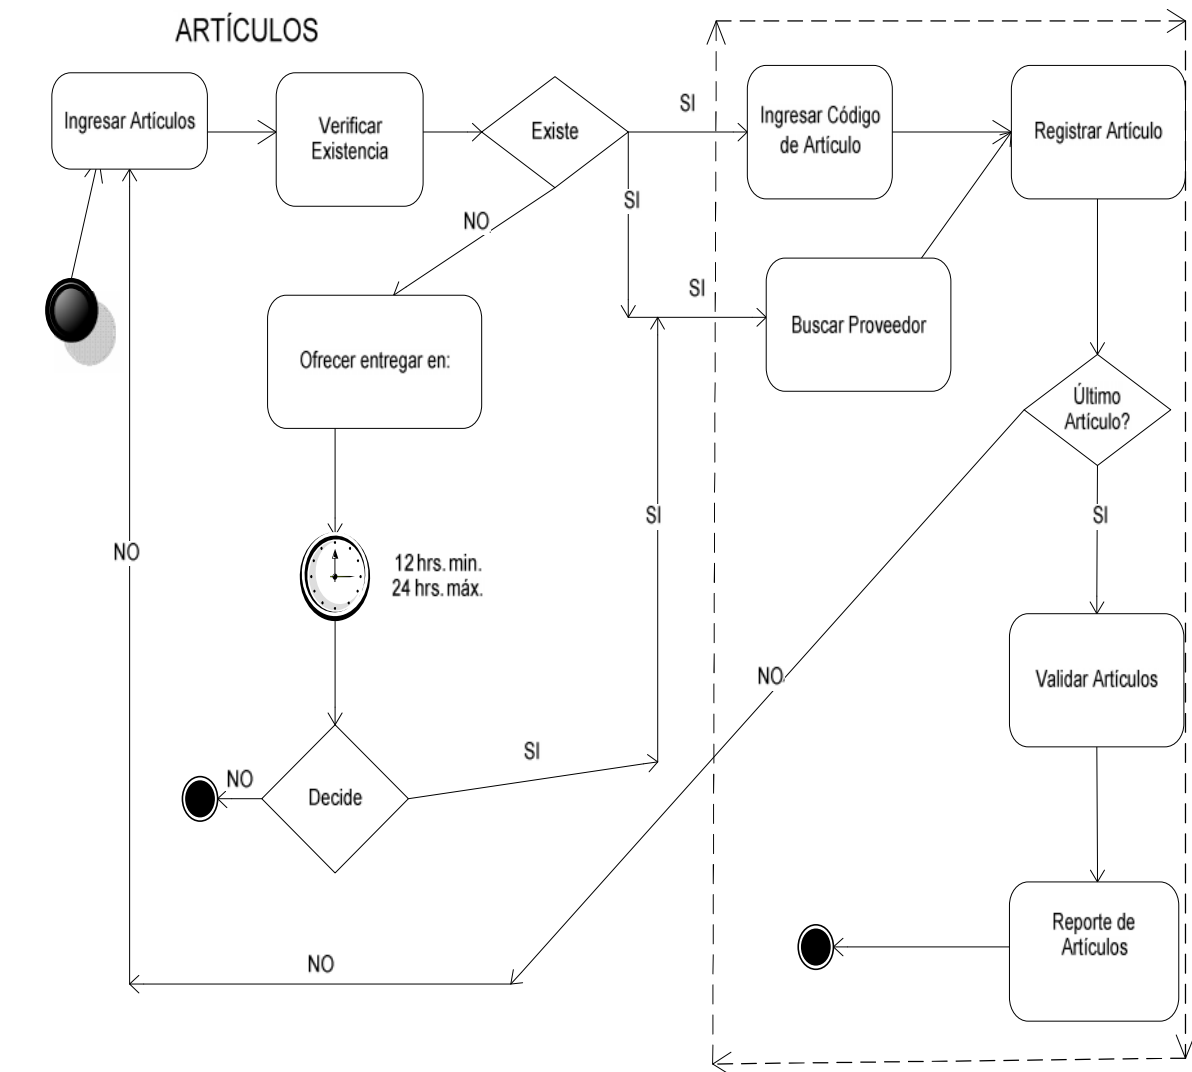 ARTÍCULOS
Ingresar Artículos
Verificar
Existencia
Existe
SI
Ingresar Código
de Artículo
Registrar Artículo
NO
SI
SI
Buscar Proveedor
Ofrecer entregar en:
Último
Artículo?
SI
SI
NO
12 hrs. min.
24 hrs. máx.
NO
Validar Artículos
SI
NO
Decide
Reporte de
Artículos
NO